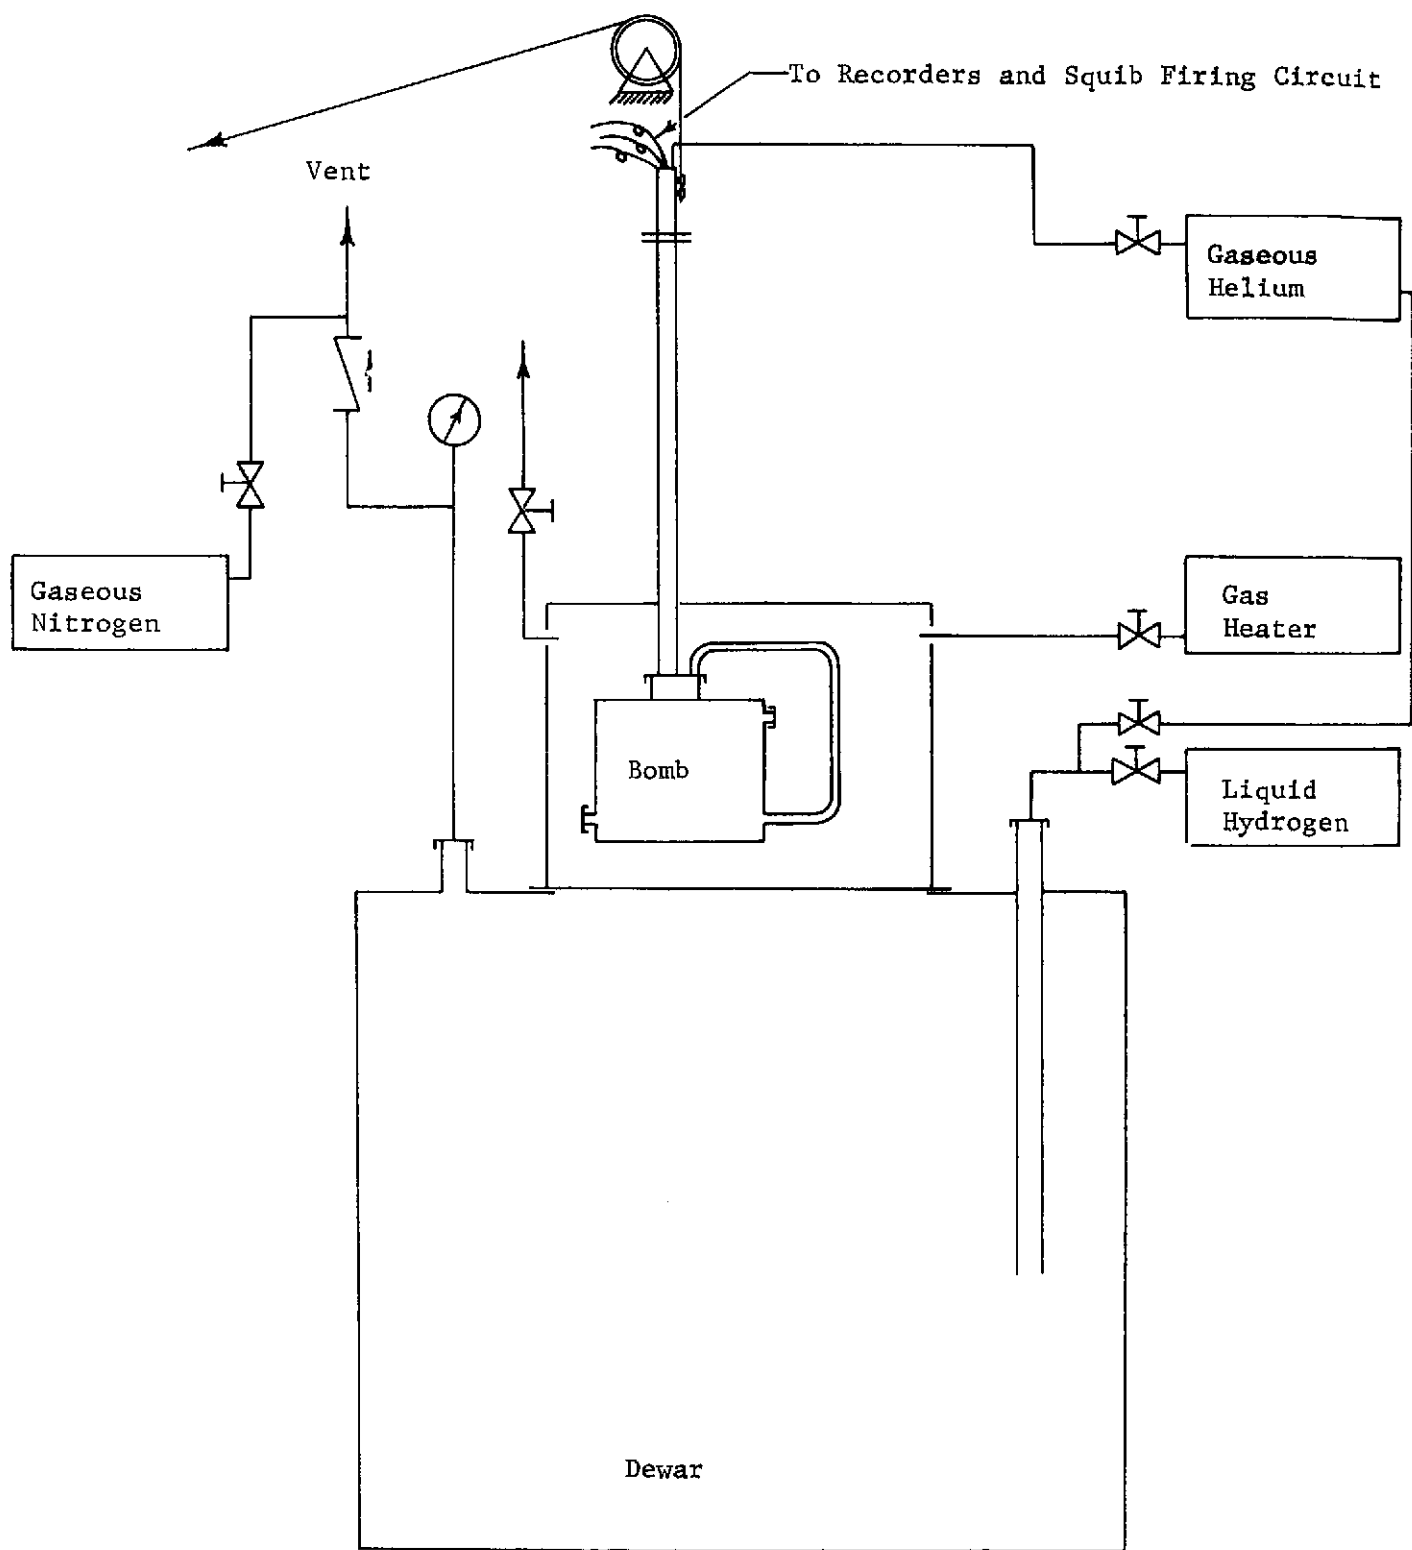 To Recorders and Squib Firing Circuit
Vent
Gaseous
Helium
Gaseous
Nitrogen
Gas
Heater
Bomb
Liquid
Hydrogen
Dewar